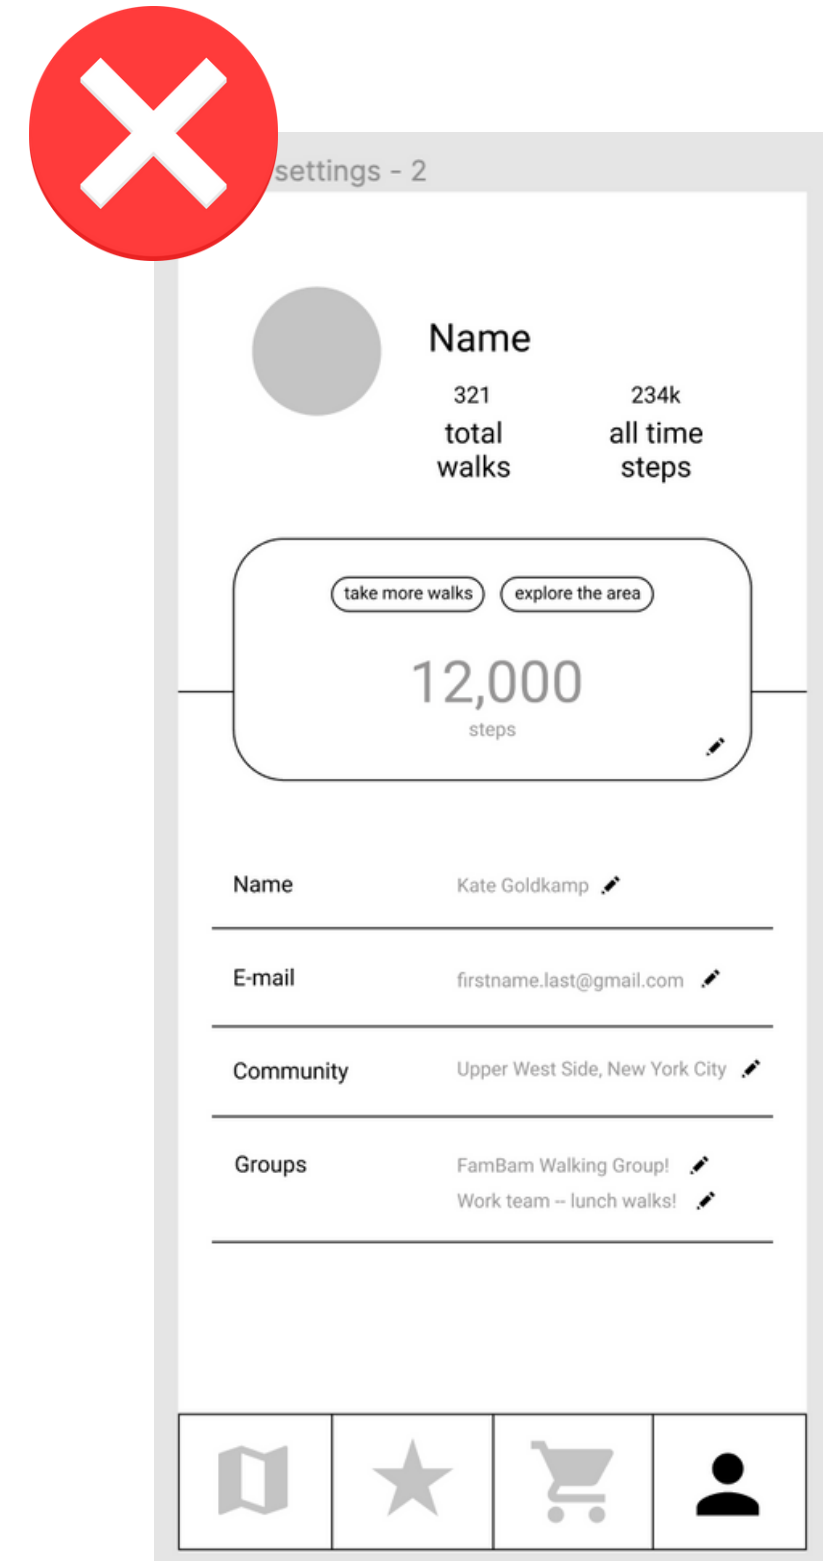 settings - 2
Name
321 234k
total all time
walks steps
take more walks explore the area
12,000
steps
Name Kate Goldkamp
E-mail firstname.last@gmail.com
Community Upper West Side, New York City
Groups FamBam Walking Group!
Work team -- lunch walks!